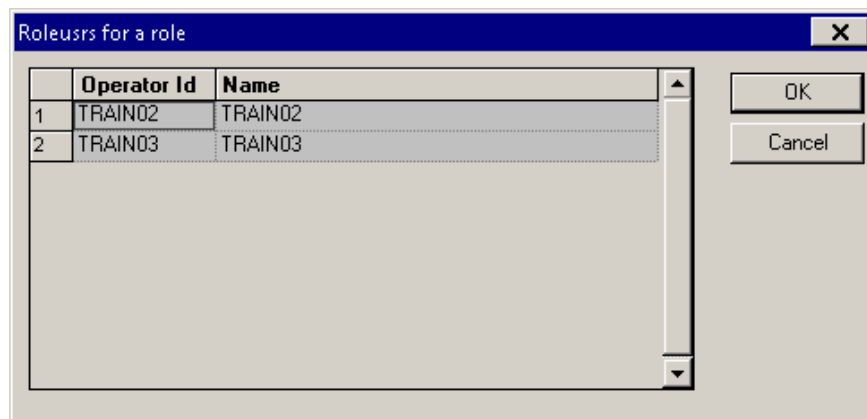 Roleusrs for a role
Operator Id Name
1 TRAIN02 TRAIN02
2 TRAIN03 TRAIN03
OK
Cancel